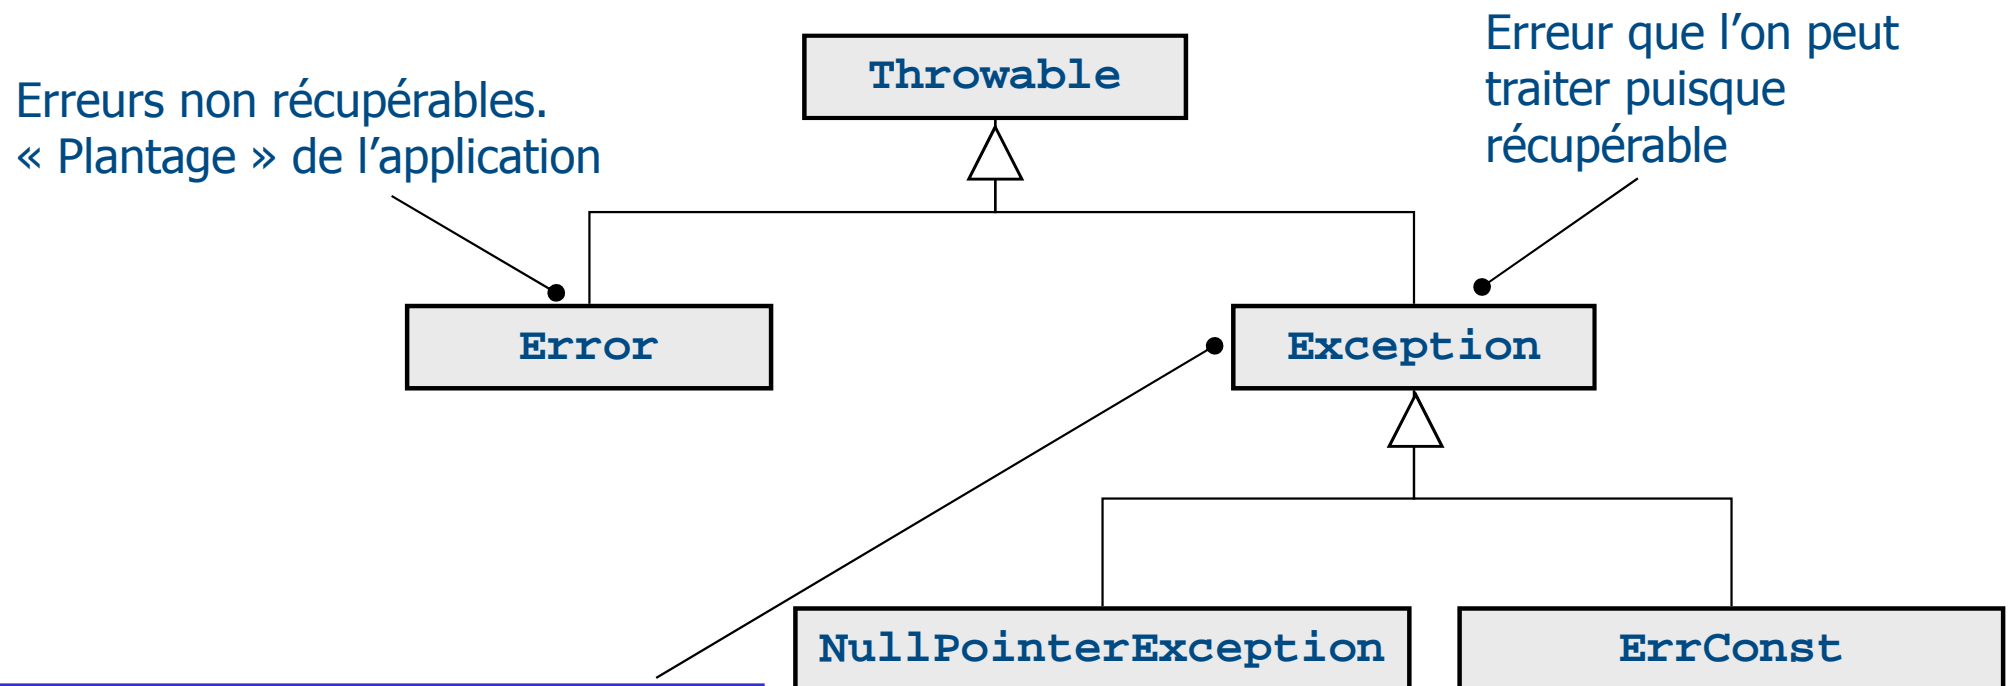 Throwable
Erreur que l’on peut
traiter puisque
récupérable
Erreurs non récupérables.
« Plantage » de l’application
Error
Exception
NullPointerException
ErrConst